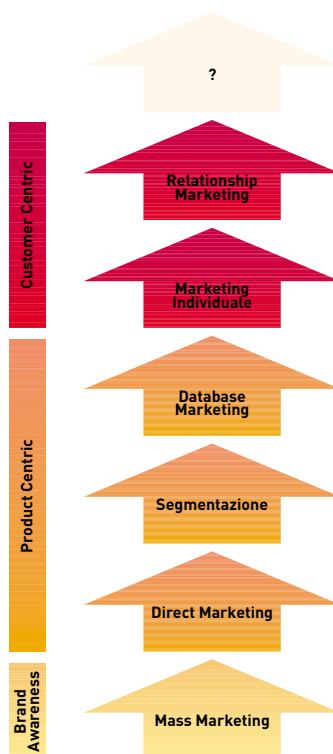 ?
Customer Centric
Relationship
Marketing
Marketing
Individuale
Product Centric
Database
Marketing
Segmentazione
Direct Marketing
Brand
Awareness
Mass Marketing